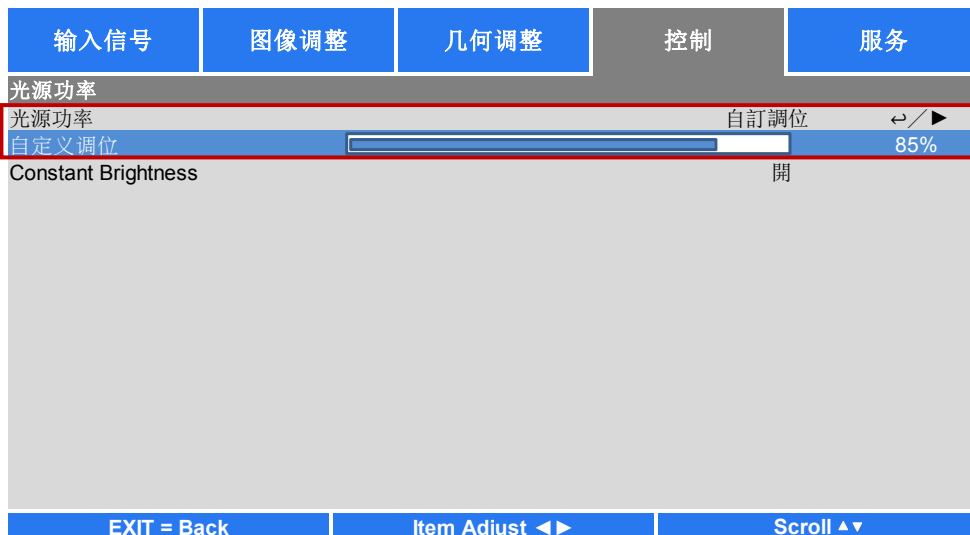 输入信号 图像调整 几何调整 控制 服务
光源功率
光源功率 自訂調位 ↩／▶
自定义调位 85%
Constant Brightness 開
EXIT = Back Item Adjust ◀▶ Scroll ▲▼